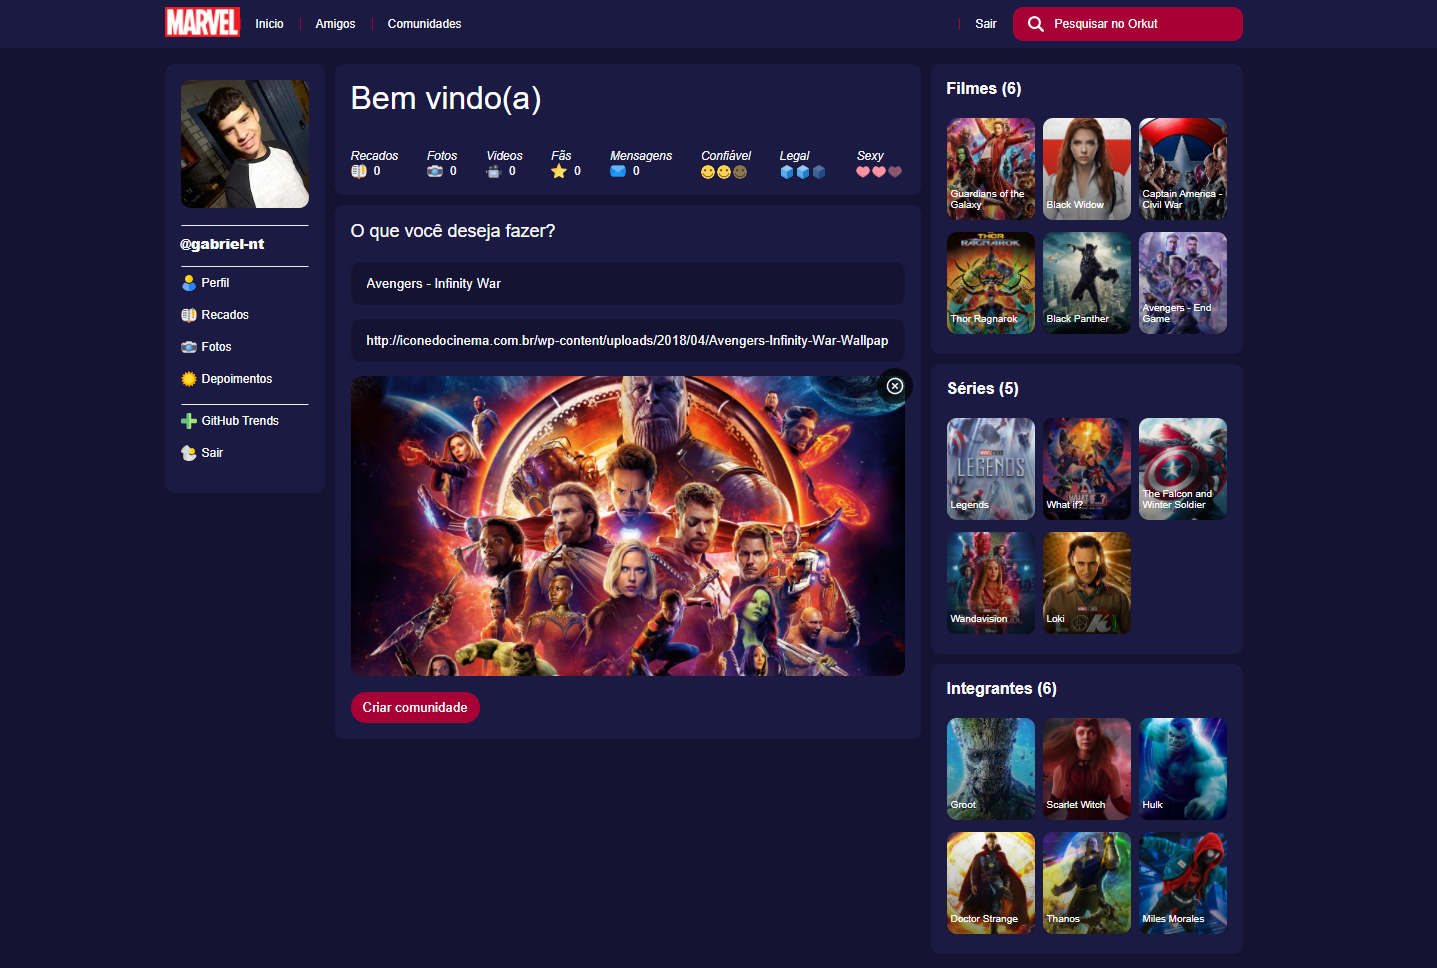 MARVEL
Inicio
Amigos
Comunidades
Sair
Pesquisar no Orkut
@gabriel-nt
Perfil
Recados
Fotos
Depoimentos
GitHub Trends
Sair
Bem vindo(a)
Recados
Fotos
Videos
Fãs
Mensagens
Confiável
Legal
Sexy
0
0
0
0
0
O que você deseja fazer?
Avengers - Infinity War
http://iconedocinema.com.br/wp-content/uploads/2018/04/Avengers-Infinity-War-Wallpap
Criar comunidade
Filmes (6)
Guardians of the
Galaxy
Black Widow
Captain America -
Civil War
THOR
RAGNAROK
Thor Ragnarok
Black Panther
Avengers - End
Game
Séries (5)
LEGENDS
Legends
WHAT IF...?
What if?
The Falcon and
Winter Soldier
Wandavision
Loki
Integrantes (6)
Groot
Scarlet Witch
Hulk
Doctor Strange
Thanos
Miles Morales